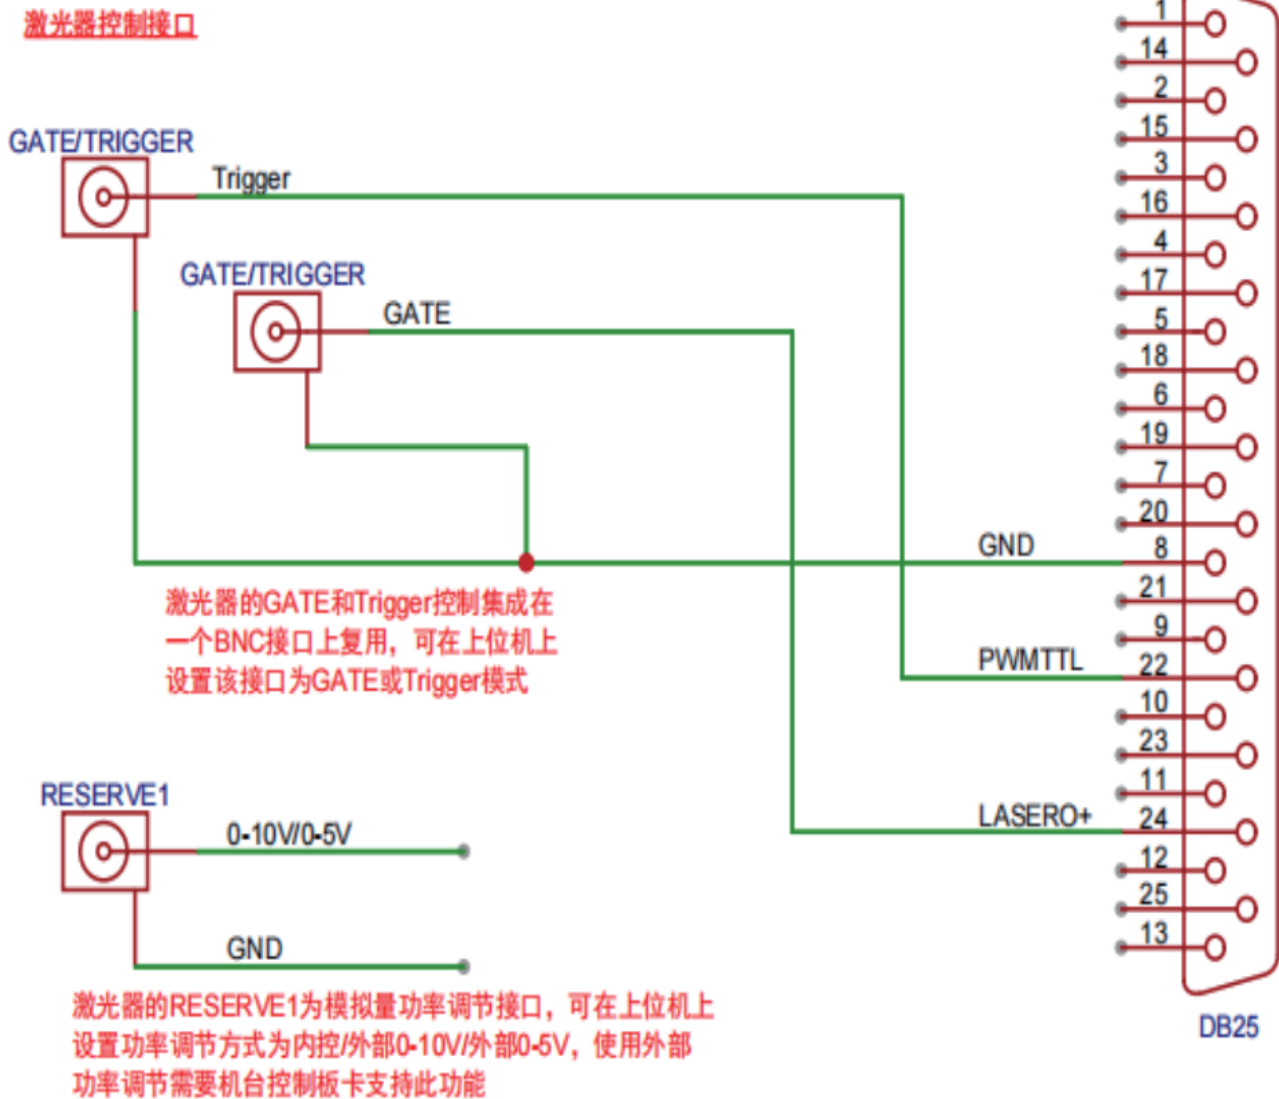 激光器控制接口
1
14
2
15
3
16
4
17
5
18
6
19
7
20
8
21
9
22
10
23
11
24
12
25
13
DB25
GATE/TRIGGER
Trigger
GATE/TRIGGER
GATE
GND
PWMTTL
LASERO+
激光器的GATE和Trigger控制集成在
一个BNC接口上复用，可在上位机上
设置该接口为GATE或Trigger模式
RESERVE1
0-10V/0-5V
GND
激光器的RESERVE1为模拟量功率调节接口，可在上位机上
设置功率调节方式为内控/外部0-10V/外部0-5V，使用外部
功率调节需要机台控制板卡支持此功能